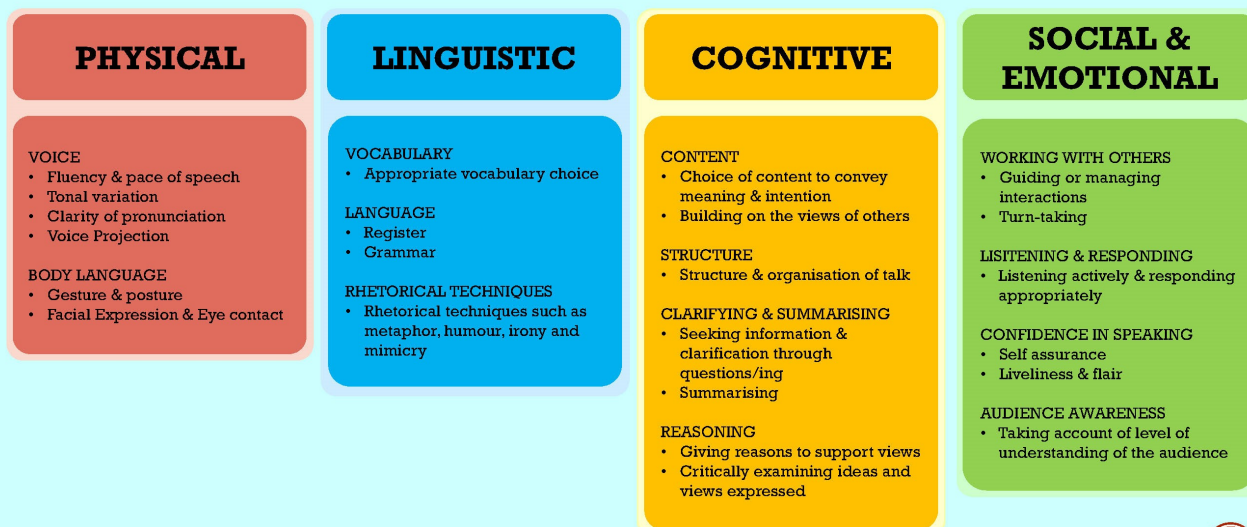 PHYSICAL
VOICE
• Fluency & pace of speech
• Tonal variation
• Clarity of pronunciation
• Voice Projection
BODY LANGUAGE
• Gesture & posture
• Facial Expression & Eye contact
LINGUISTIC
VOCABULARY
• Appropriate vocabulary choice
LANGUAGE
• Register
• Grammar
RHETORICAL TECHNIQUES
• Rhetorical techniques such as
metaphor, humour, irony and
mimicry
COGNITIVE
CONTENT
• Choice of content to convey
meaning & intention
• Building on the views of others
STRUCTURE
• Structure & organisation of talk
CLARIFYING & SUMMARISING
• Seeking information &
clarification through
questions/ing
• Summarising
REASONING
• Giving reasons to support views
• Critically examining ideas and
views expressed
SOCIAL &
EMOTIONAL
WORKING WITH OTHERS
• Guiding or managing
interactions
• Turn-taking
LISITENING & RESPONDING
• Listening actively & responding
appropriately
CONFIDENCE IN SPEAKING
• Self assurance
• Liveliness & flair
AUDIENCE AWARENESS
• Taking account of level of
understanding of the audience